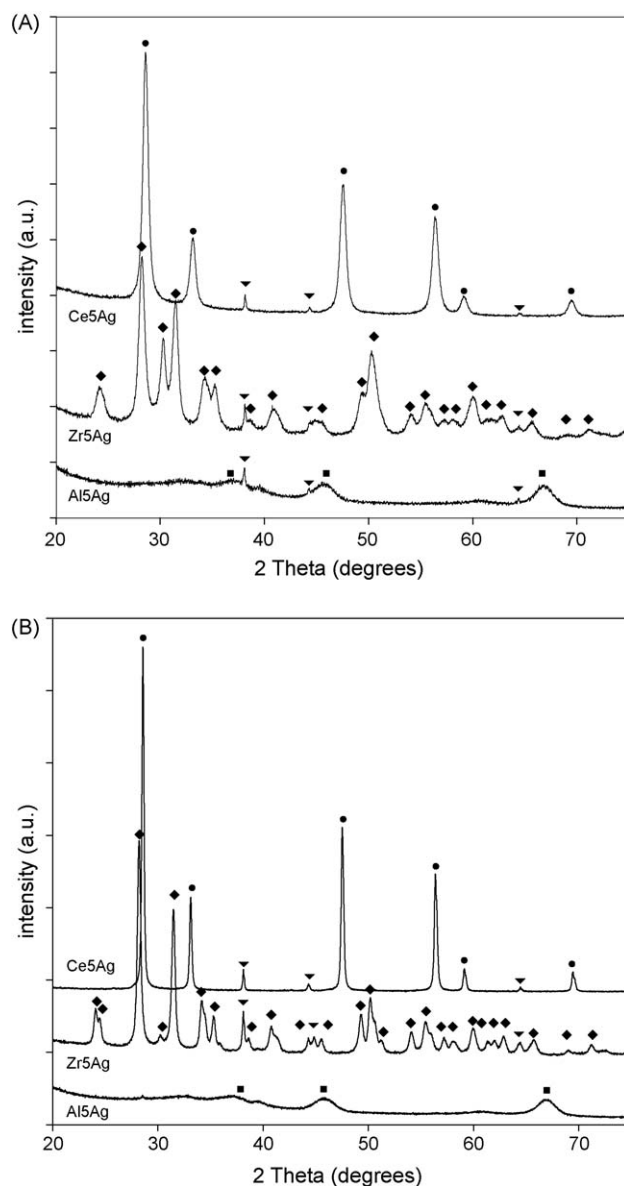 (A)
intensity (a.u.)
Ce5Ag
Zr5Ag
Al5Ag
20 30 40 50 60 70
2 Theta (degrees)
(B)
intensity (a.u.)
Ce5Ag
Zr5Ag
Al5Ag
20 30 40 50 60 70
2 Theta (degrees)